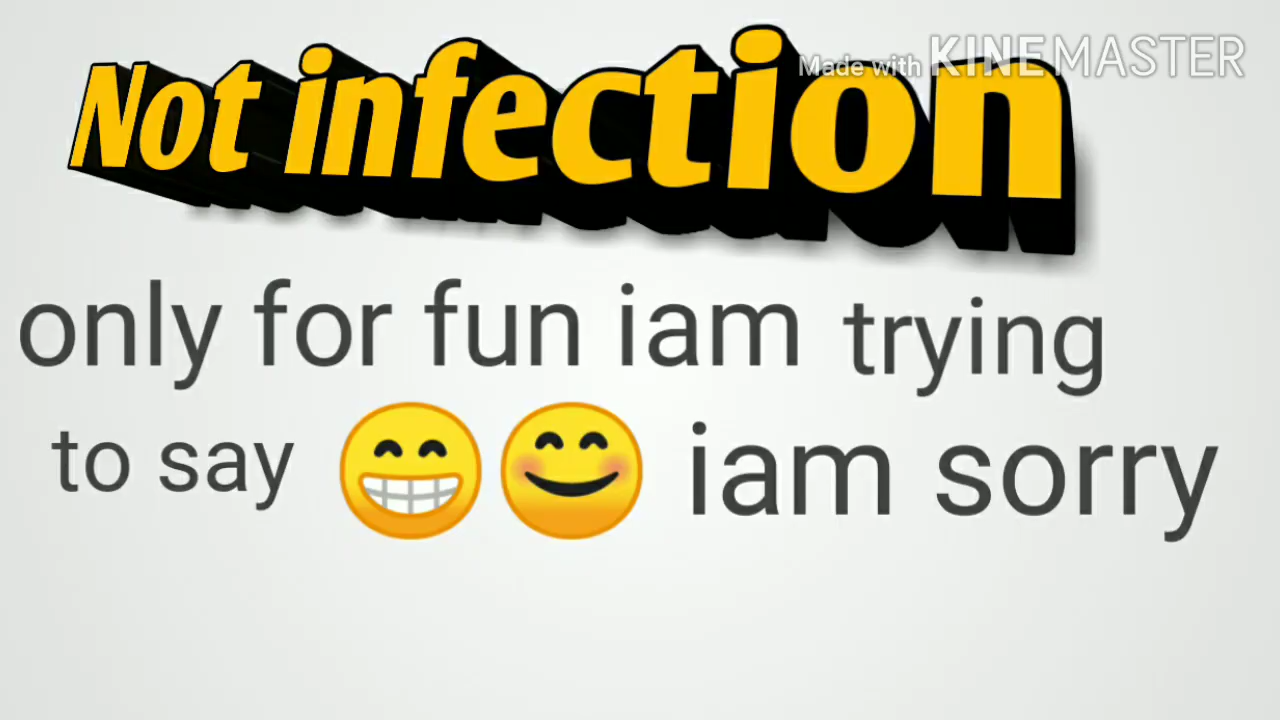 Made with KINEMASTER
Not infection
only for fun iam trying
to say 😁😊 iam sorry